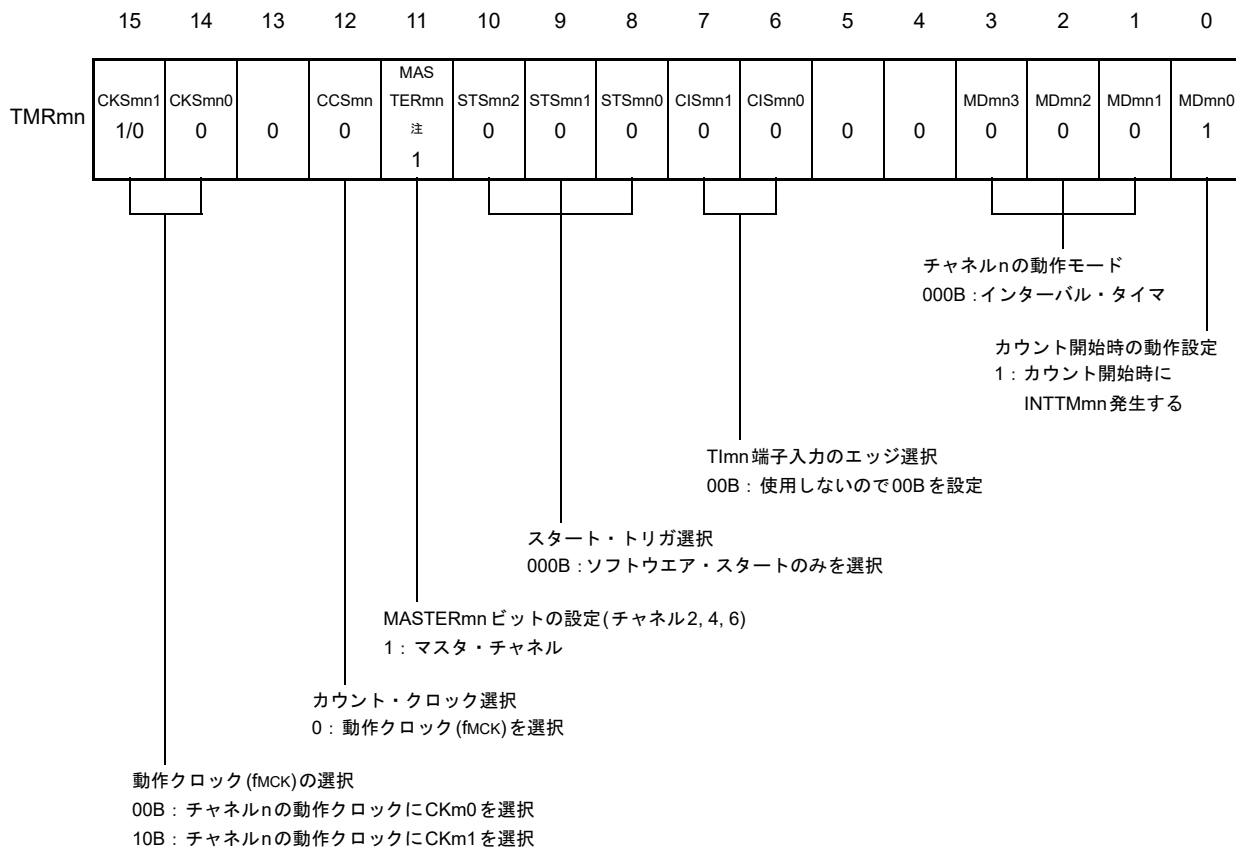 15 14 13 12 11 10 9 8 7 6 5 4 3 2 1 0
TMRmn
CKSmn1 CKSmn0 CCSmn MAS TERmn 注 STSmn2 STSmn1 STSmn0 CISmn1 CISmn0 MDmn3 MDmn2 MDmn1 MDmn0
1/0 0 0 0 1 0 0 0 0 0 0 0 0 0 0 1
チャネルnの動作モード
000B：インターバル・タイマ
カウント開始時の動作設定
1：カウント開始時に
INTTMmn発生する
TImn端子入力のエッジ選択
00B：使用しないので00Bを設定
スタート・トリガ選択
000B：ソフトウエア・スタートのみを選択
MASTERmnビットの設定(チャネル2, 4, 6)
1：マスタ・チャネル
カウント・クロック選択
0：動作クロック(fMCK)を選択
動作クロック(fMCK)の選択
00B：チャネルnの動作クロックにCKm0を選択
10B：チャネルnの動作クロックにCKm1を選択